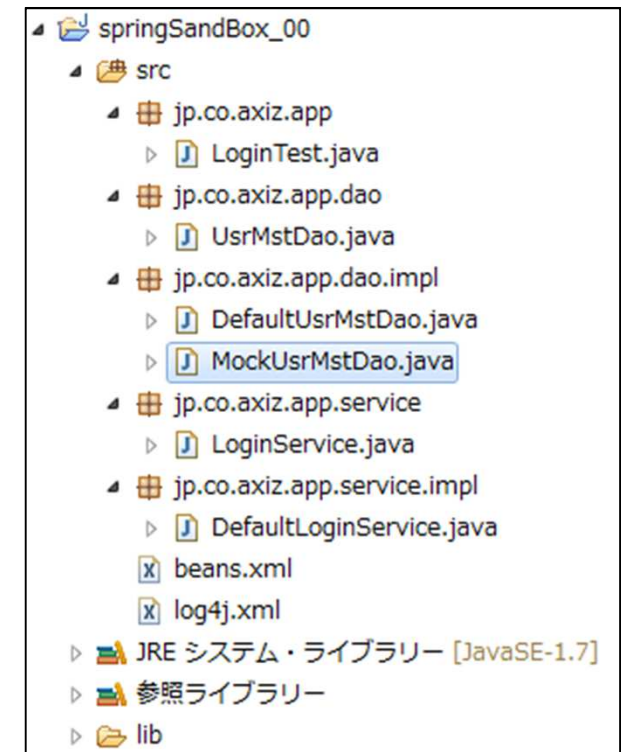 springSandBox_00
src
jp.co.axiz.app
LoginTest.java
jp.co.axiz.app.dao
UsrMstDao.java
jp.co.axiz.app.dao.impl
DefaultUsrMstDao.java
MockUsrMstDao.java
jp.co.axiz.app.service
LoginService.java
jp.co.axiz.app.service.impl
DefaultLoginService.java
beans.xml
log4j.xml
JRE システム・ライブラリー [JavaSE-1.7]
参照ライブラリー
lib